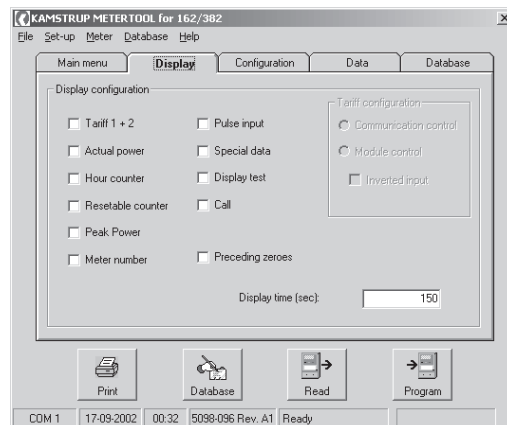 KAMSTRUP METERTOOL for 162/382
File Set-up Meter Database Help
Main menu Display Configuration Data Database
Display configuration
Tariff 1 + 2
Actual power
Hour counter
Resetable counter
Peak Power
Meter number
Pulse input
Special data
Display test
Call
Preceding zeroes
Tariff configuration
Communication control
Module control
Inverted input
Display time (sec): 150
Print Database Read Program
COM 1 17-09-2002 00:32 5098-096 Rev. A1 Ready